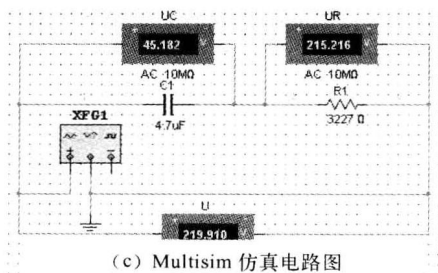 UC
UR
45.182 V
215.216 V
AC 10MΩ
AC 10MΩ
C1
R1
XFG1
4.7uF
3227 Ω
U
219.910
(c) Multisim 仿真电路图